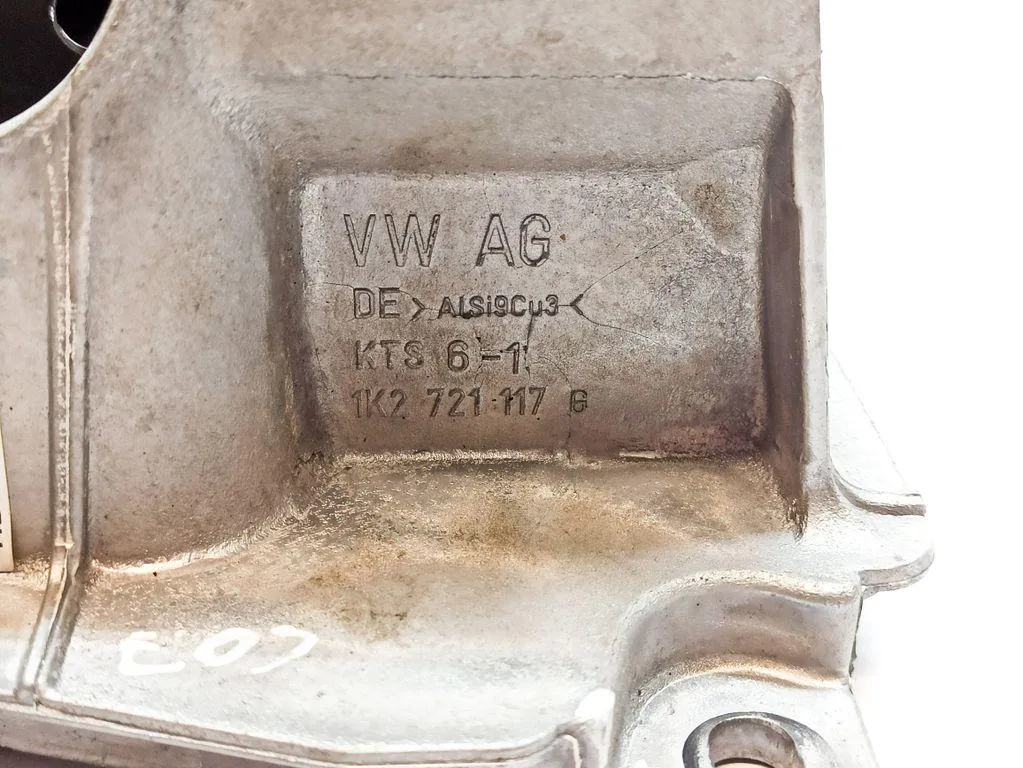 VW AG
DE >AlSi9Cu3<
KTS 6-1
1K2 721 117